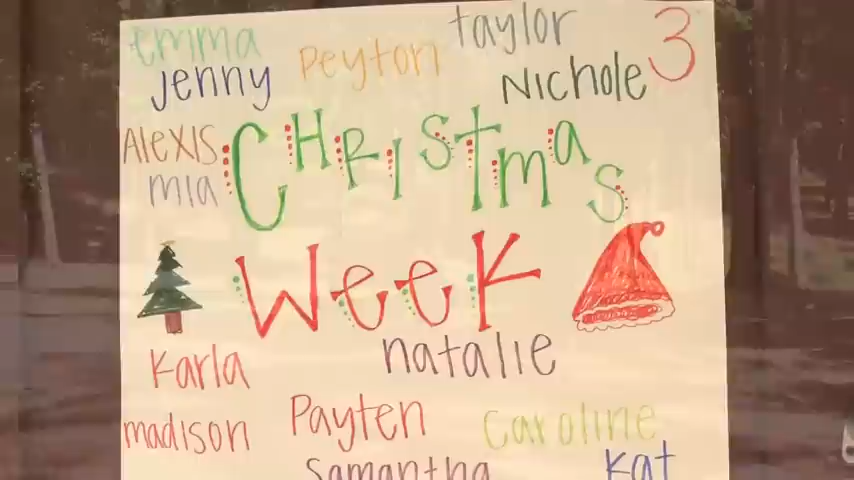 emma
Taylor
3
Jenny
Peyton
Nichole
Alexis
mia
Christmas
Week
Karla
natalie
madison
Payten
Caroline
Samantha
Kat